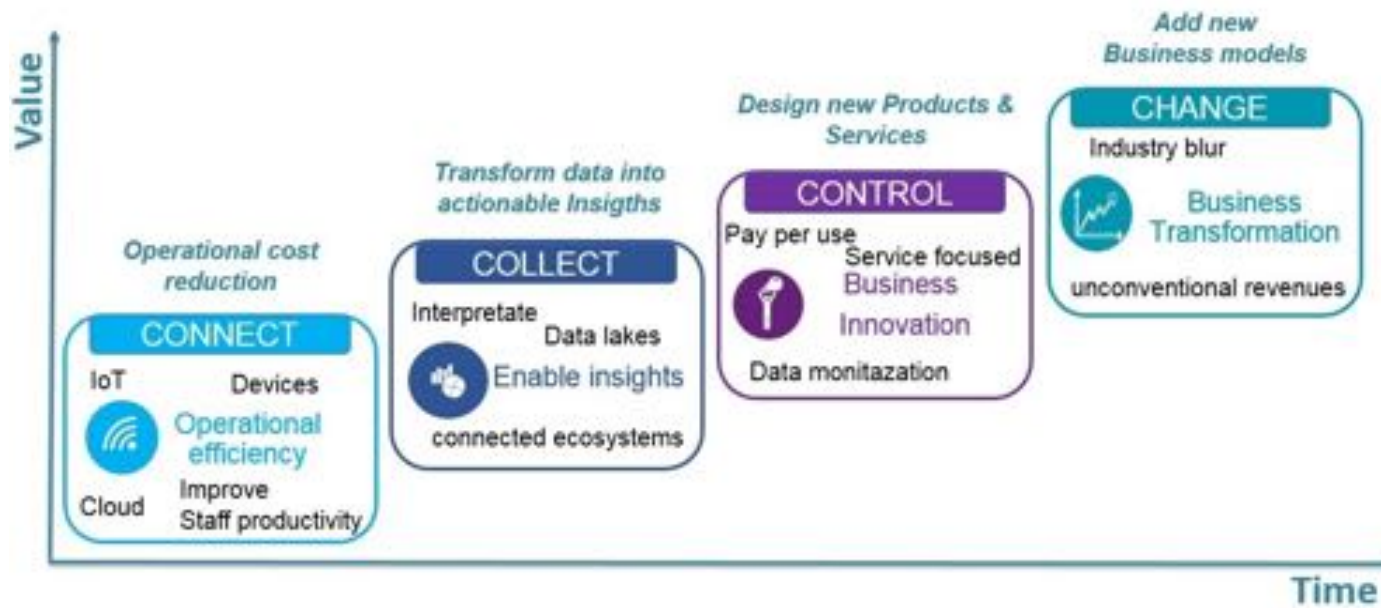 Value
Operational cost
reduction
CONNECT
IoT
Devices
Operational
efficiency
Cloud
Improve
Staff productivity
Transform data into
actionable Insigths
COLLECT
Interpretate
Data lakes
Enable insights
connected ecosystems
Design new Products &
Services
CONTROL
Pay per use
Service focused
Business
Innovation
Data monitazation
Add new
Business models
CHANGE
Industry blur
Business
Transformation
unconventional revenues
Time